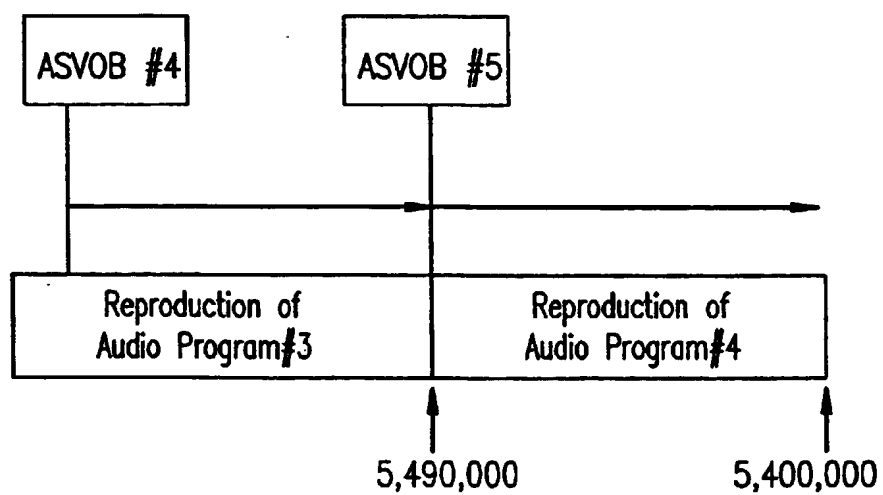 ASVOB #4
ASVOB #5
Reproduction of
Audio Program#3
Reproduction of
Audio Program#4
5,490,000
5,400,000